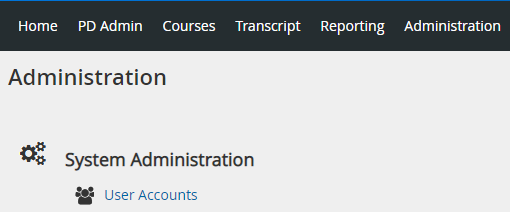 Home PD Admin Courses Transcript Reporting Administration
Administration
System Administration
User Accounts